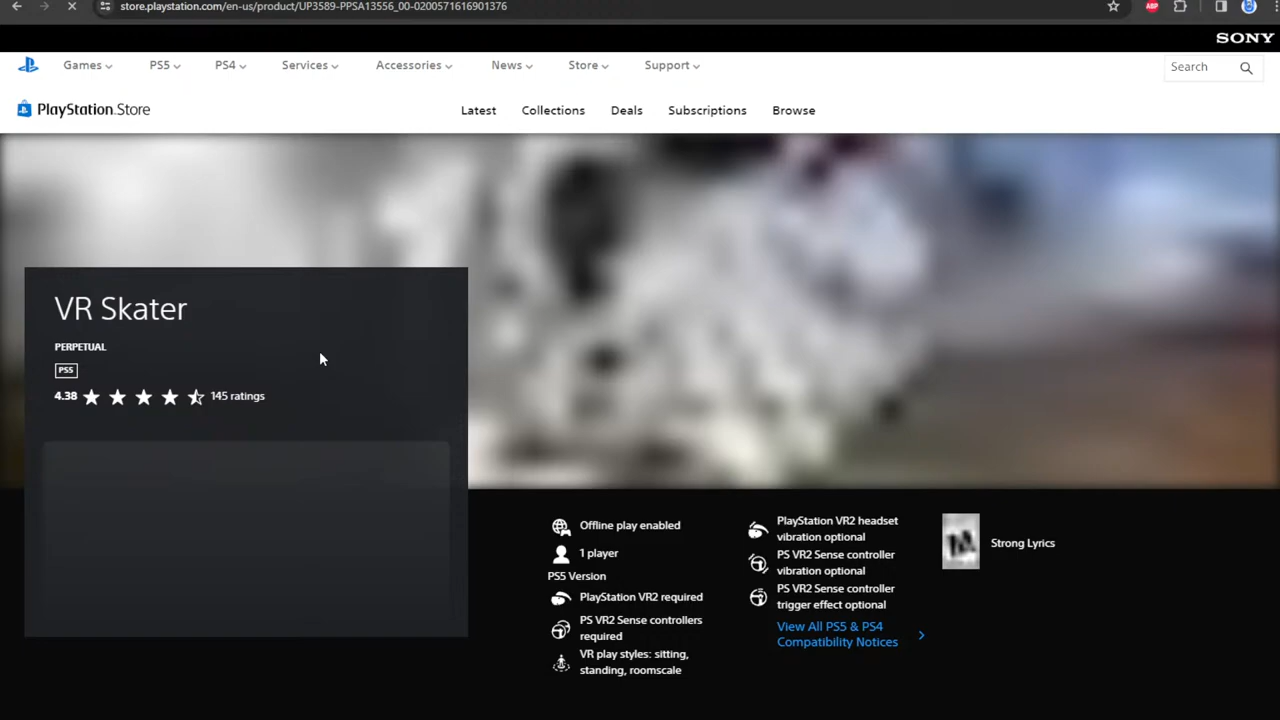 store.playstation.com/en-us/product/UP3589-PPSA13556_00-0200571616901376
ABP
SONY
Games
PS5
PS4
Services
Accessories
News
Store
Support
Search
PlayStation.Store
Latest
Collections
Deals
Subscriptions
Browse
VR Skater
PERPETUAL
PS5
4.38
145 ratings
Offline play enabled
1 player
PS5 Version
PlayStation VR2 required
PS VR2 Sense controllers
required
VR play styles: sitting,
standing, roomscale
PlayStation VR2 headset
vibration optional
PS VR2 Sense controller
vibration optional
PS VR2 Sense controller
trigger effect optional
View All PS5 & PS4
Compatibility Notices
M
Strong Lyrics